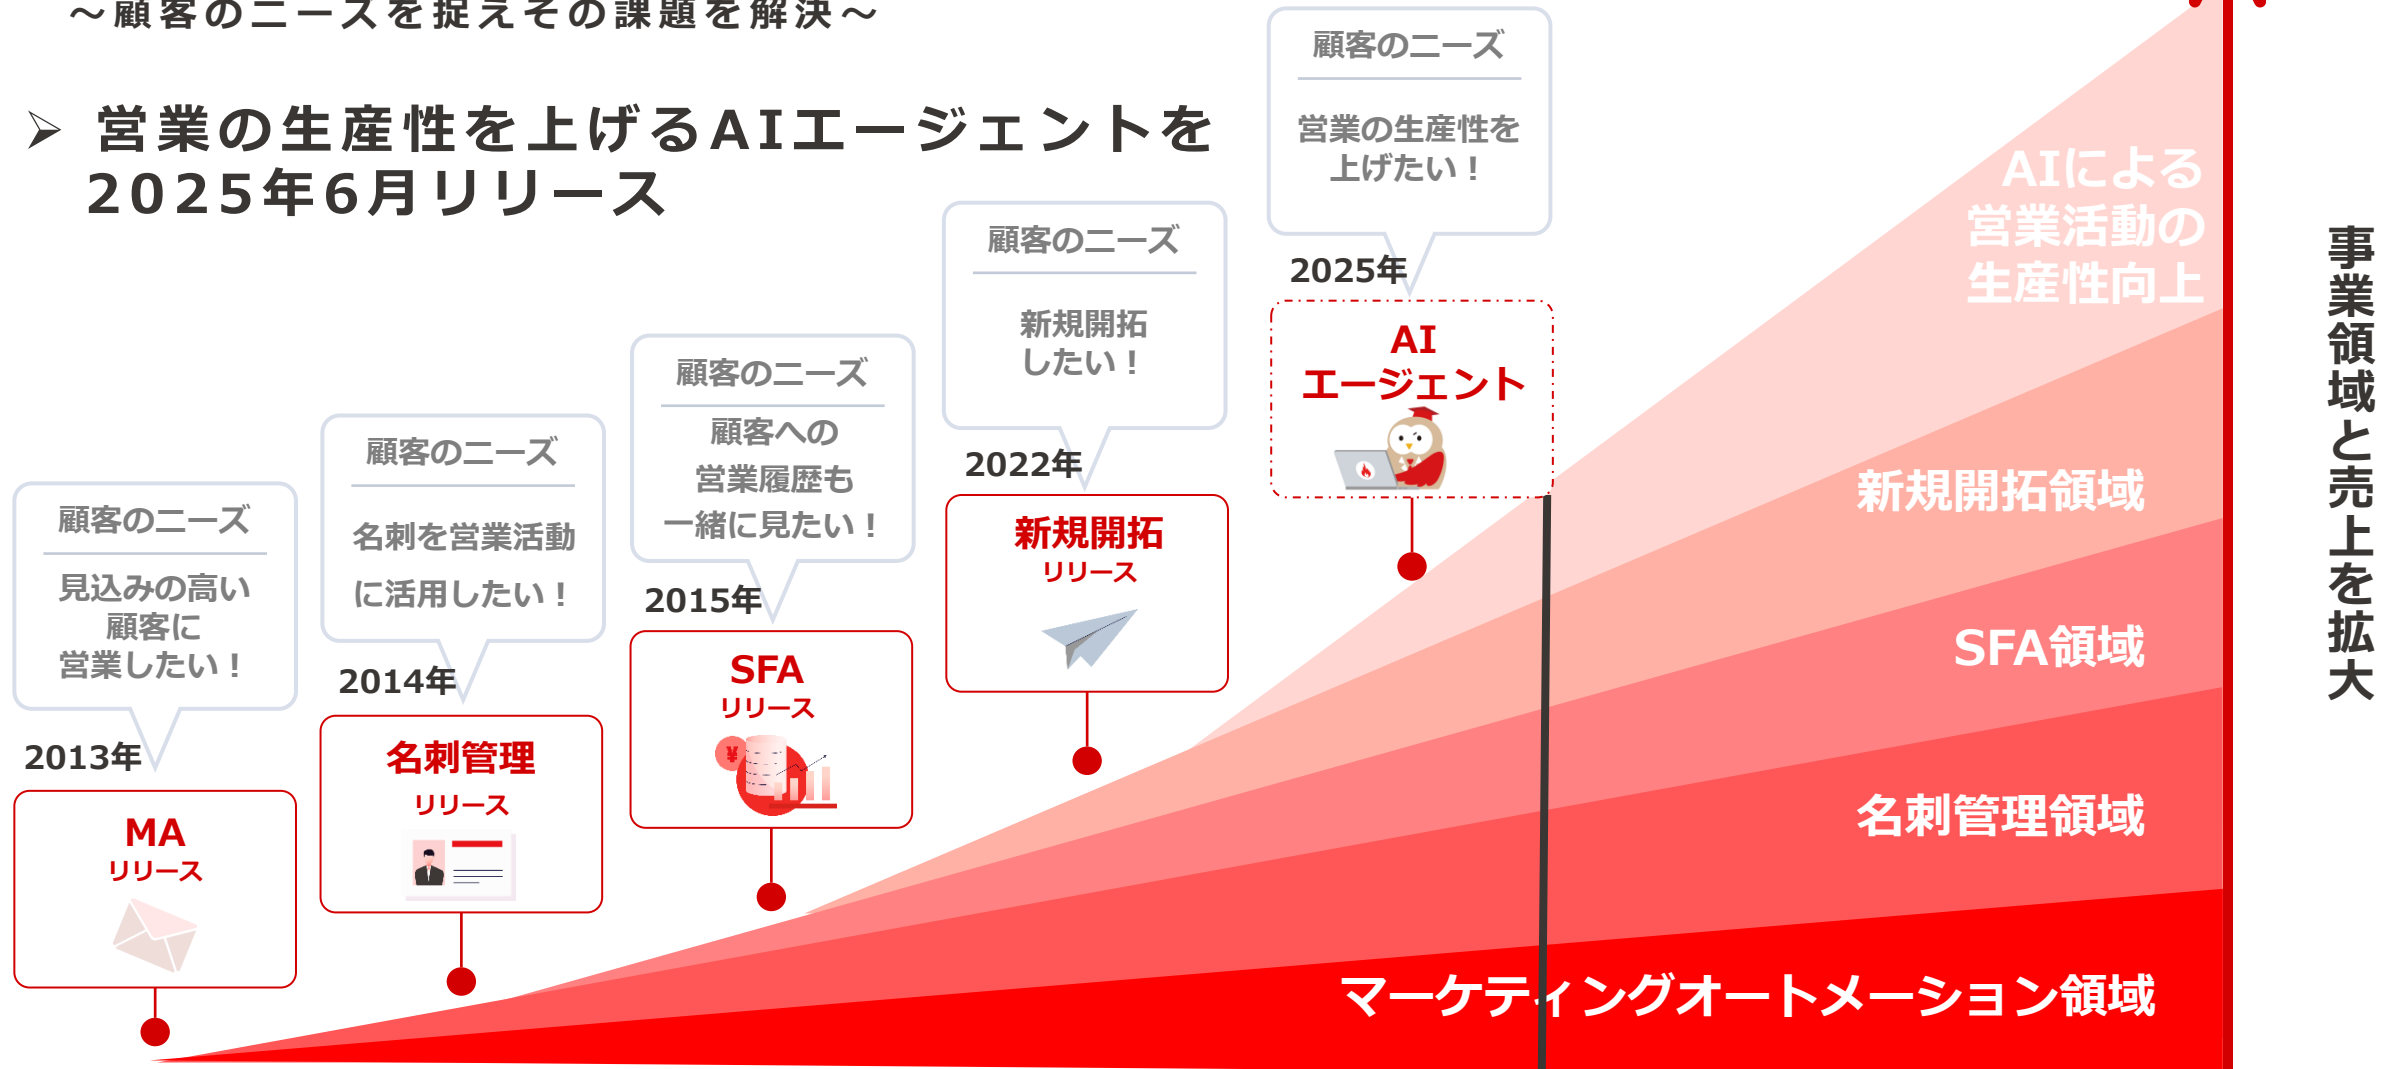 ～顧客のニーズを捉えその課題を解決～
➢ 営業の生産性を上げるAIエージェントを
2025年6月リリース
顧客のニーズ
見込みの高い
顧客に
営業したい！
2013年
MA
リリース
顧客のニーズ
名刺を営業活動
に活用したい！
2014年
名刺管理
リリース
顧客のニーズ
顧客への
営業履歴も
一緒に見たい！
2015年
SFA
リリース
¥
顧客のニーズ
新規開拓
したい！
2022年
新規開拓
リリース
顧客のニーズ
営業の生産性を
上げたい！
2025年
AI
エージェント
AIによる
営業活動の
生産性向上
新規開拓領域
SFA領域
名刺管理領域
マーケティングオートメーション領域
事業領域と売上を拡大